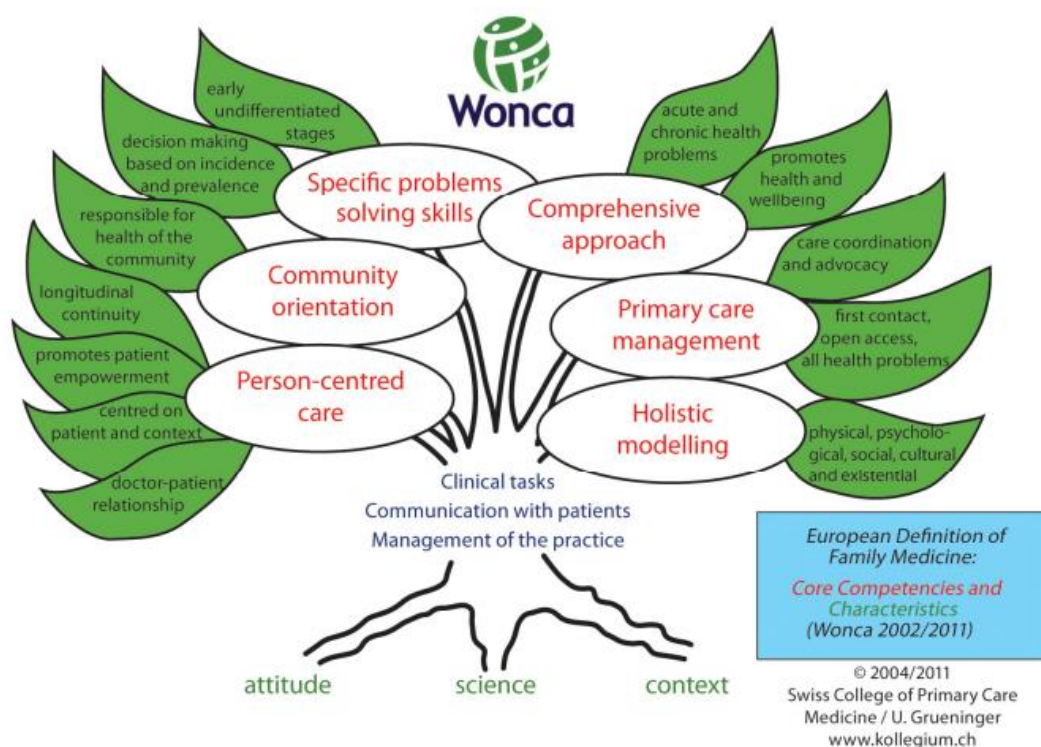 Wonca
early
undifferentiated
stages
decision making
based on incidence
and prevalence
responsible for
health of the
community
longitudinal
continuity
promotes patient
empowerment
centred on
patient and context
doctor-patient
relationship
Specific problems
solving skills
Community
orientation
Person-centred
care
acute and
chronic health
problems
promotes
health and
wellbeing
care coordination
and advocacy
first contact,
open access,
all health problems
physical, psycholo-
gical, social, cultural
and existential
Comprehensive
approach
Primary care
management
Holistic
modelling
Clinical tasks
Communication with patients
Management of the practice
attitude
science
context
European Definition of
Family Medicine:
Core Competencies and
Characteristics
(Wonca 2002/2011)
© 2004/2011
Swiss College of Primary Care
Medicine / U. Grueninger
www.kollegium.ch